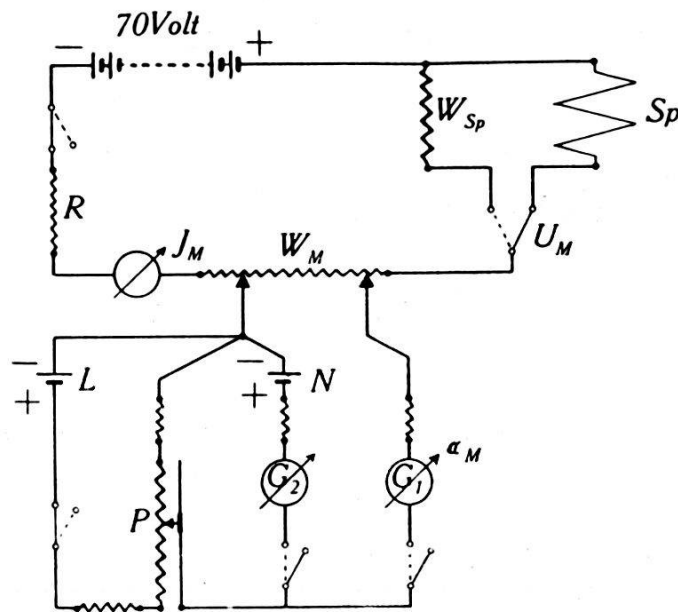 70Volt
− +
W_Sp Sp
R
J_M W_M U_M
− −
L N
+ +
α_M
G_2 G_1
P